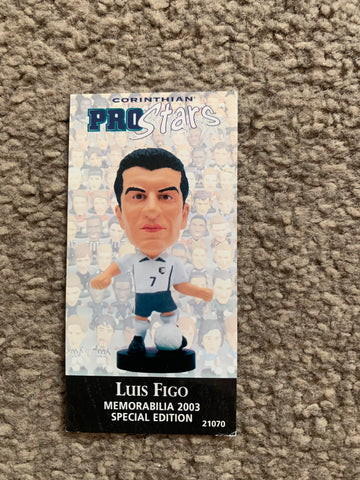 CORINTHIAN
PRO Stars
7
LUIS FIGO
MEMORABILIA 2003
SPECIAL EDITION
21070